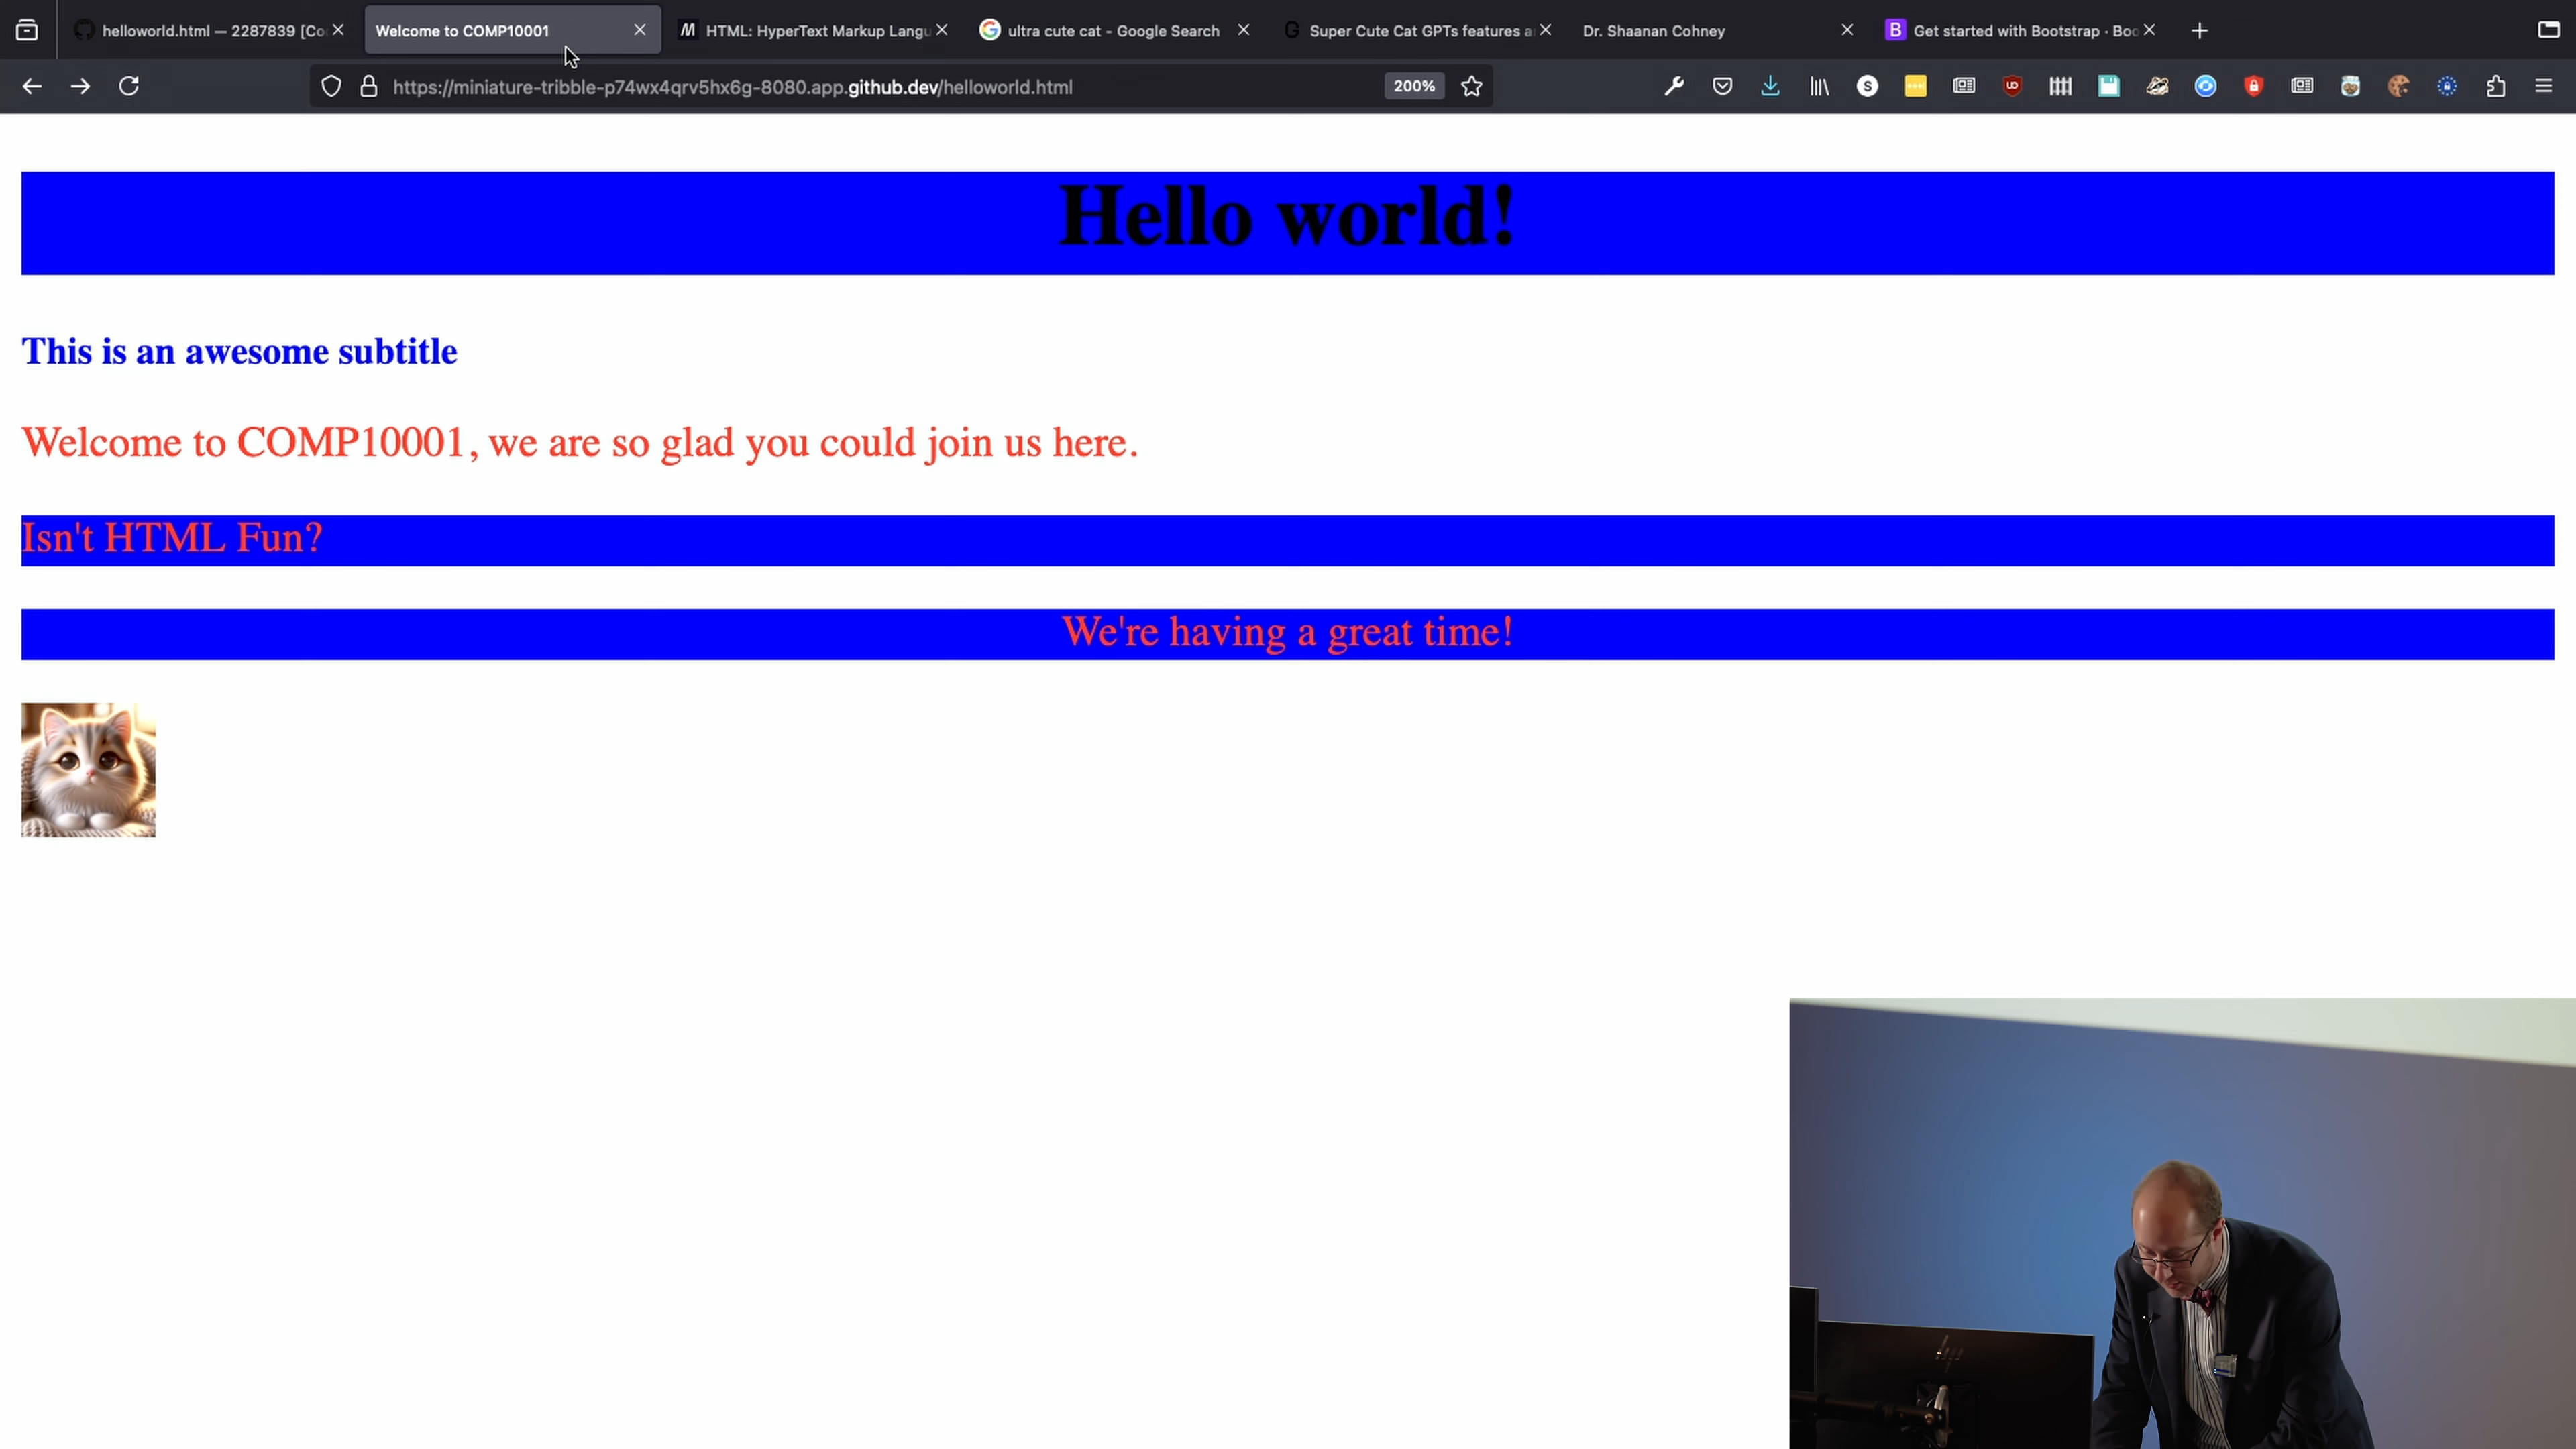 helloworld.html — 2287839 [Co
Welcome to COMP10001
HTML: HyperText Markup Langu
ultra cute cat - Google Search
Super Cute Cat GPTs features a
Dr. Shaanan Cohney
Get started with Bootstrap · Boo
https://miniature-tribble-p74wx4qrv5hx6g-8080.app.github.dev/helloworld.html
200%
Hello world!
This is an awesome subtitle
Welcome to COMP10001, we are so glad you could join us here.
Isn't HTML Fun?
We're having a great time!